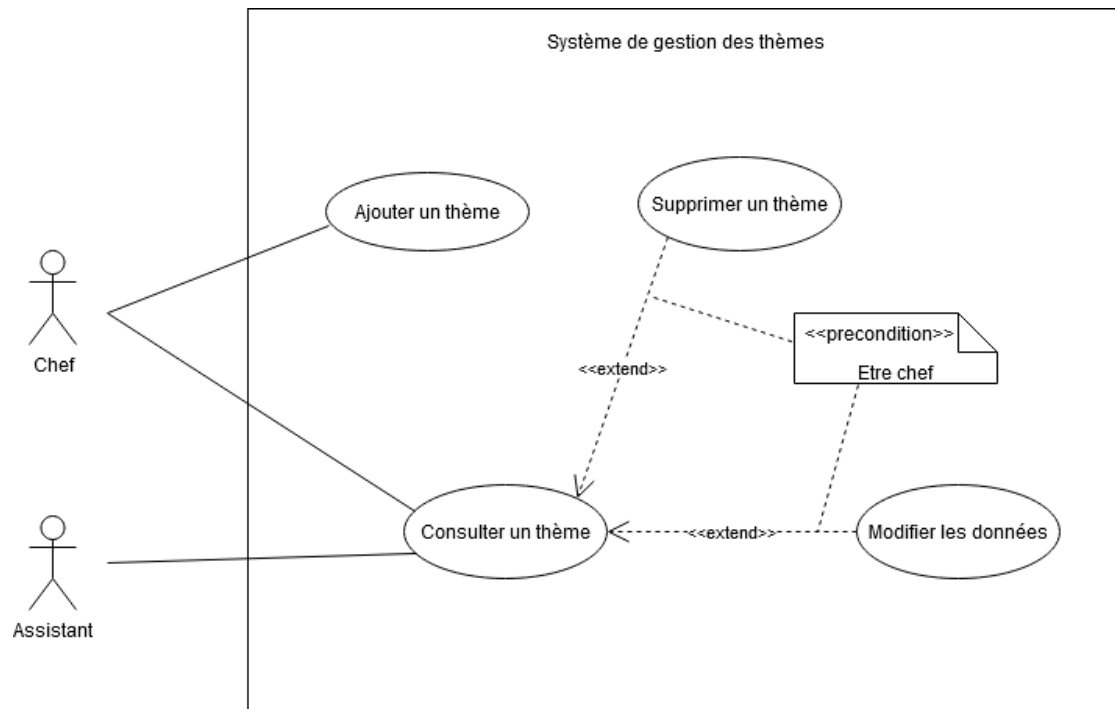 Système de gestion des thèmes
Ajouter un thème
Supprimer un thème
Chef
<<precondition>>
Etre chef
<<extend>>
Consulter un thème
<<extend>>
Modifier les données
Assistant